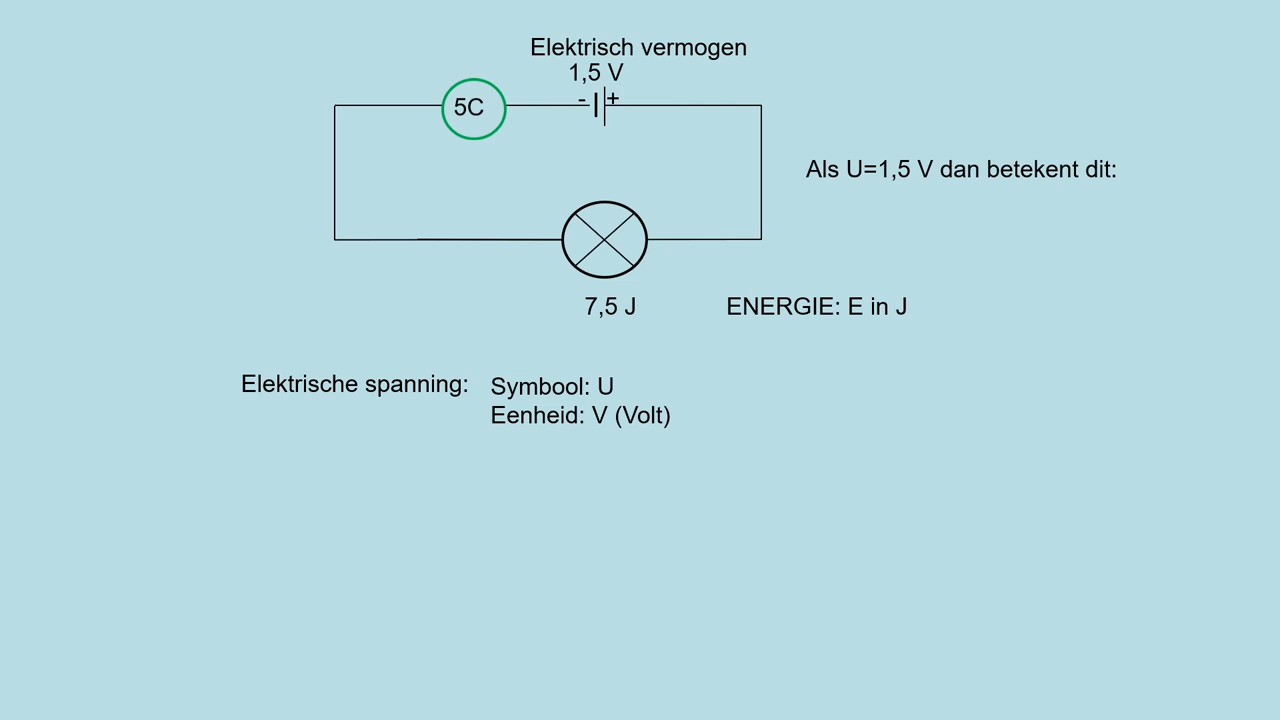 Elektrisch vermogen
1,5 V
5C
- +
Als U=1,5 V dan betekent dit:
7,5 J
ENERGIE: E in J
Elektrische spanning:
Symbool: U
Eenheid: V (Volt)